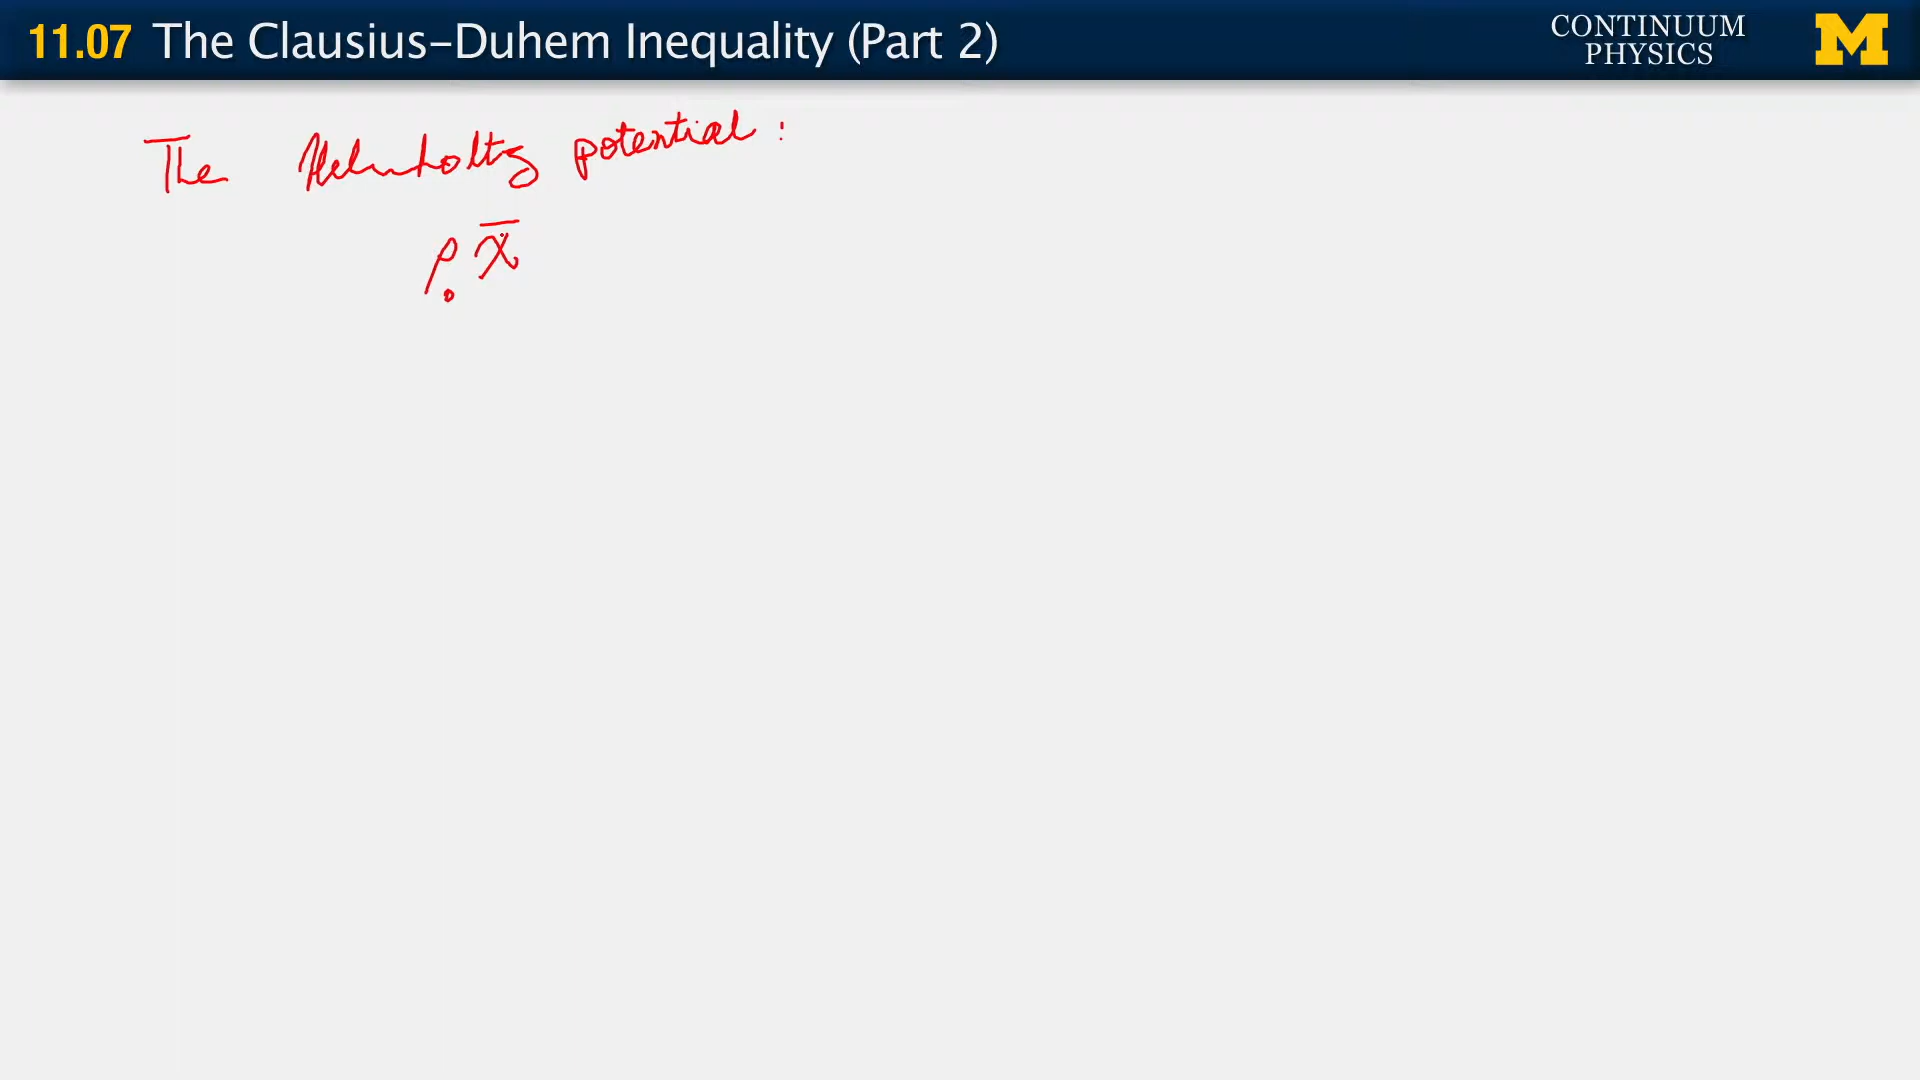 11.07 The Clausius–Duhem Inequality (Part 2)
CONTINUUM
PHYSICS
M
The Helmholtz potential :
ρ₀ χ̅